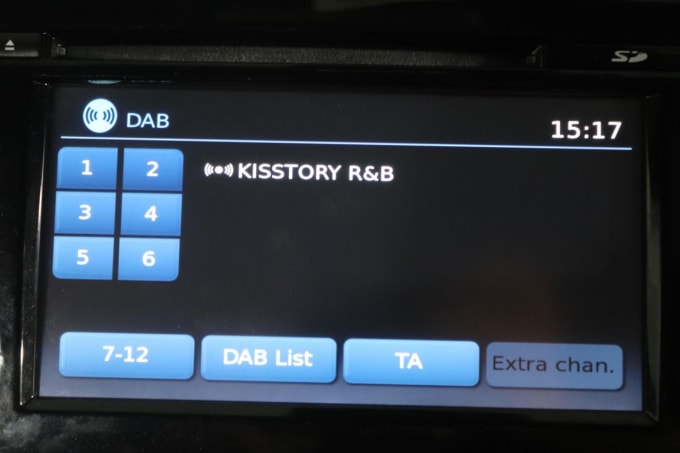 SD
DAB
15:17
1 2
KISSTORY R&B
3 4
5 6
7-12 DAB List TA Extra chan.